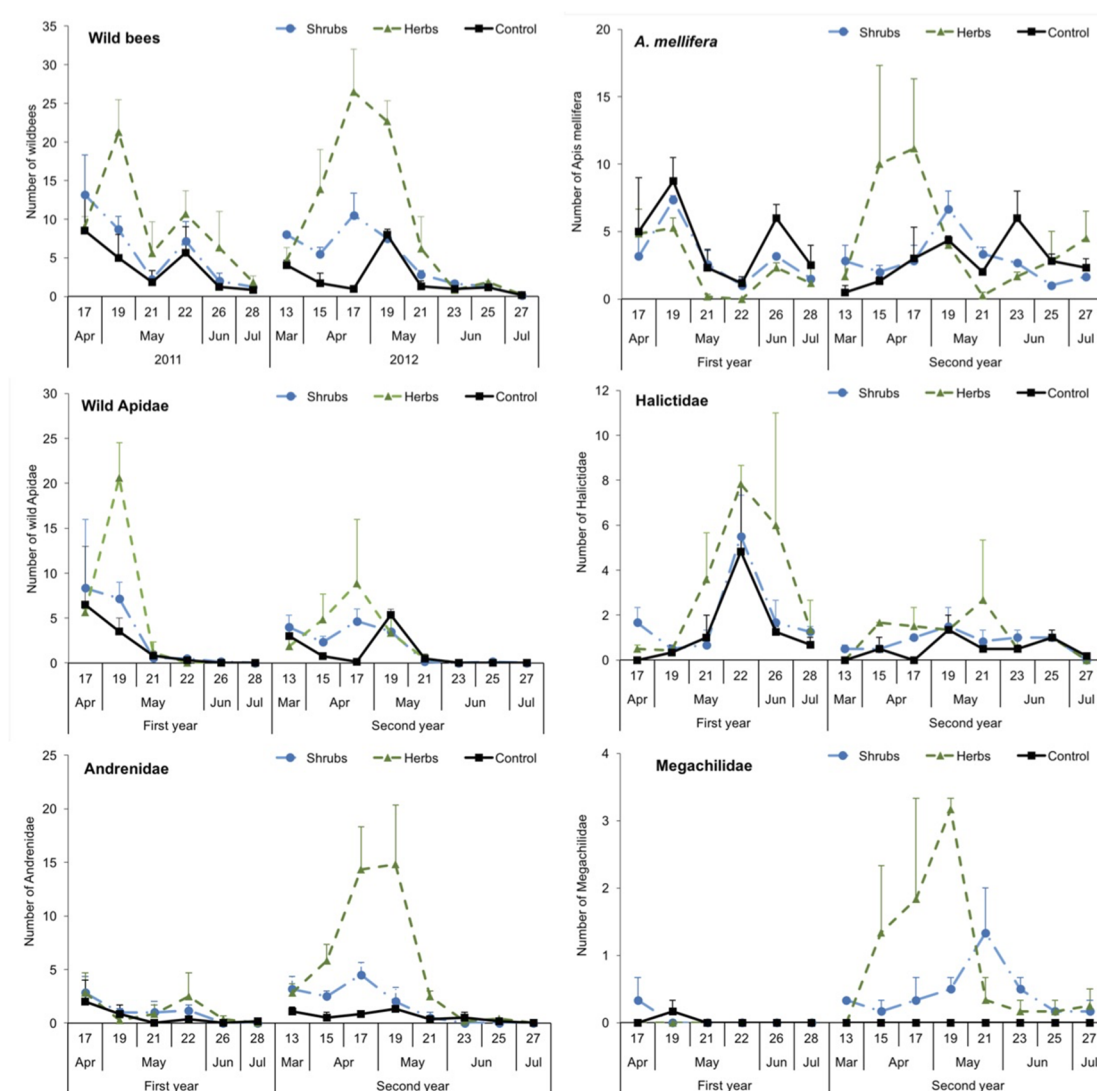 Wild bees
Shrubs Herbs Control
Number of wildbees
35
30
25
20
15
10
5
0
17 19 21 22 26 28 13 15 17 19 21 23 25 27
Apr May Jun Jul Mar Apr May Jun Jul
2011 2012
A. mellifera
Shrubs Herbs Control
Number of Apis mellifera
20
15
10
5
0
17 19 21 22 26 28 13 15 17 19 21 23 25 27
Apr May Jun Jul Mar Apr May Jun Jul
First year Second year
Wild Apidae
Shrubs Herbs Control
Number of wild Apidae
30
25
20
15
10
5
0
17 19 21 22 26 28 13 15 17 19 21 23 25 27
Apr May Jun Jul Mar Apr May Jun Jul
First year Second year
Halictidae
Shrubs Herbs Control
Number of Halictidae
12
10
8
6
4
2
0
17 19 21 22 26 28 13 15 17 19 21 23 25 27
Apr May Jun Jul Mar Apr May Jun Jul
First year Second year
Andrenidae
Shrubs Herbs Control
Number of Andrenidae
25
20
15
10
5
0
17 19 21 22 26 28 13 15 17 19 21 23 25 27
Apr May Jun Jul Mar Apr May Jun Jul
First year Second year
Megachilidae
Shrubs Herbs Control
Number of Megachilidae
4
3
2
1
0
17 19 21 22 26 28 13 15 17 19 21 23 25 27
Apr May Jun Jul Mar Apr May Jun Jul
First year Second year